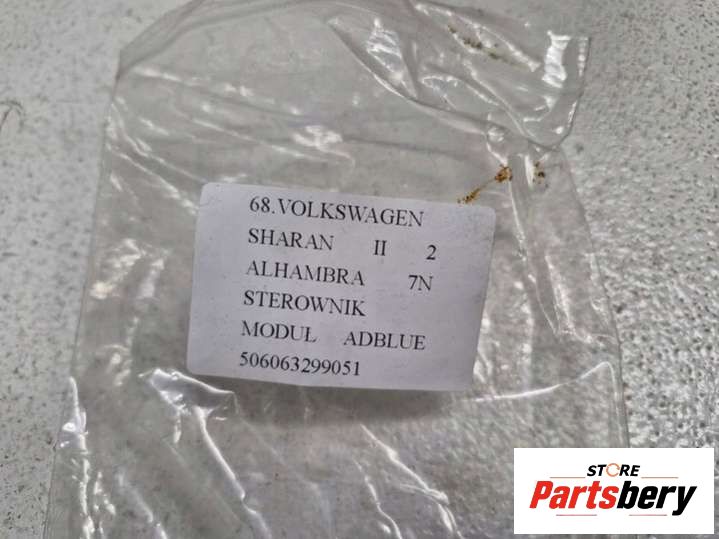 68.VOLKSWAGEN
SHARAN II 2
ALHAMBRA 7N
STEROWNIK
MODUŁ ADBLUE
506063299051
STORE
Partsbery